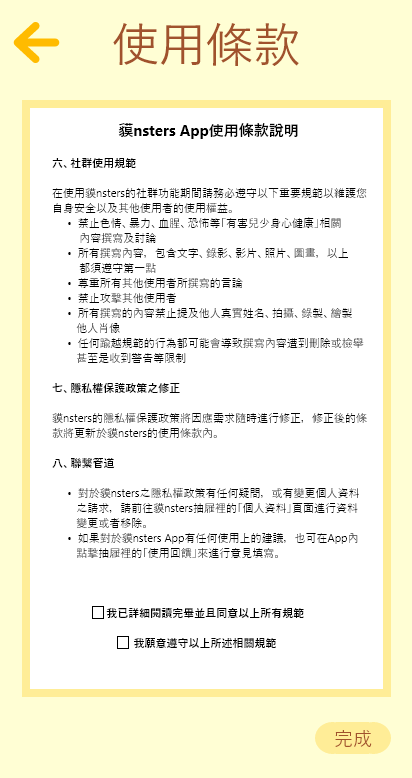 使用條款
貘nsters App使用條款說明
六、社群使用規範
在使用貘nsters的社群功能期間請務必遵守以下重要規範以維護您
自身安全以及其他使用者的使用權益。
• 禁止色情、暴力、血腥、恐怖等「有害兒少身心健康」相關
內容撰寫及討論
• 所有撰寫內容，包含文字、錄影、影片、照片、圖畫，以上
都須遵守第一點
• 尊重所有其他使用者所撰寫的言論
• 禁止攻擊其他使用者
• 所有撰寫的內容禁止提及他人真實姓名、拍攝、錄製、繪製
他人肖像
• 任何踰越規範的行為都可能會導致撰寫內容遭到刪除或檢舉
甚至是收到警告等限制
七、隱私權保護政策之修正
貘nsters的隱私權保護政策將因應需求隨時進行修正，修正後的條
款將更新於貘nsters的使用條款內。
八、聯繫管道
• 對於貘nsters之隱私權政策有任何疑問，或有變更個人資料
之請求，請前往貘nsters抽屜裡的「個人資料」頁面進行資料
變更或者移除。
• 如果對於貘nsters App有任何使用上的建議，也可在App內
點擊抽屜裡的「使用回饋」來進行意見填寫。
我已詳細閱讀完畢並且同意以上所有規範
我願意遵守以上所述相關規範
完成